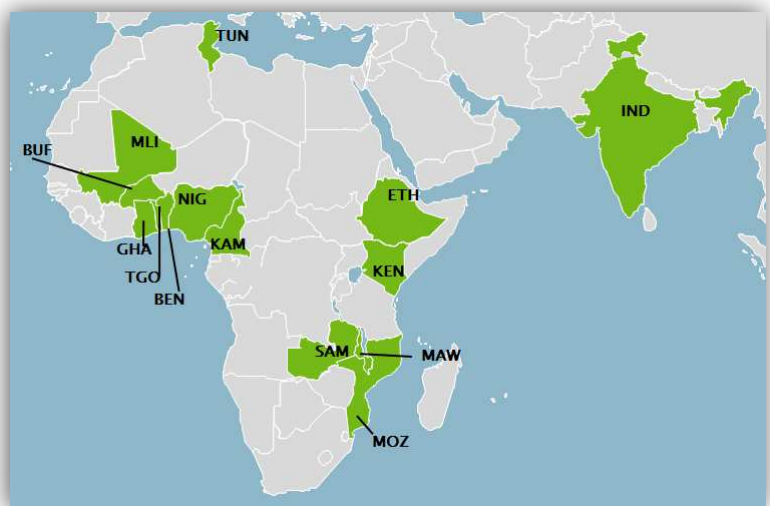 TUN
IND
MLI
BUF
NIG
ETH
GHA
KAM
TGO
KEN
BEN
SAM
MAW
MOZ